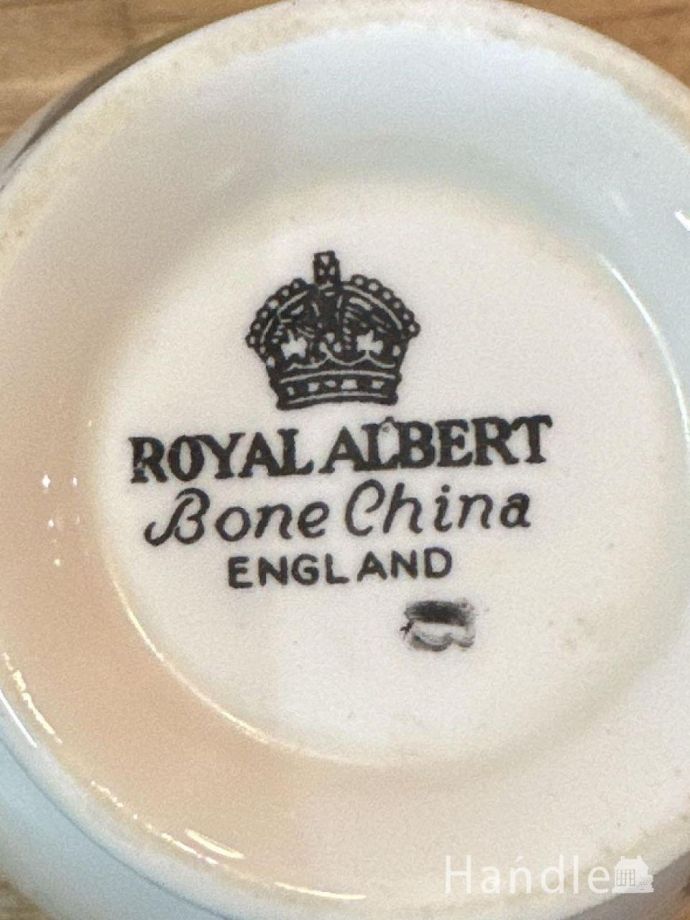 ROYAL ALBERT
Bone China
ENGLAND
Handle